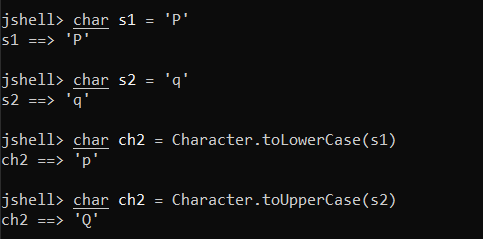 jshell> char s1 = 'P'
s1 ==> 'P'
jshell> char s2 = 'q'
s2 ==> 'q'
jshell> char ch2 = Character.toLowerCase(s1)
ch2 ==> 'p'
jshell> char ch2 = Character.toUpperCase(s2)
ch2 ==> 'Q'